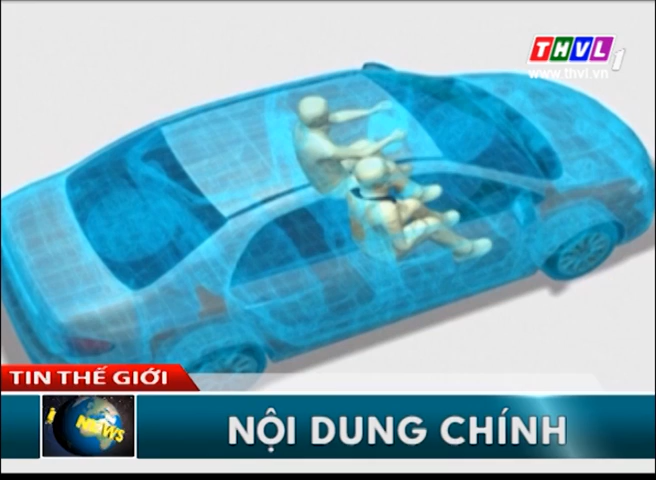 THVL1
www.thvl.vn
TIN THẾ GIỚI
NEWS
NỘI DUNG CHÍNH